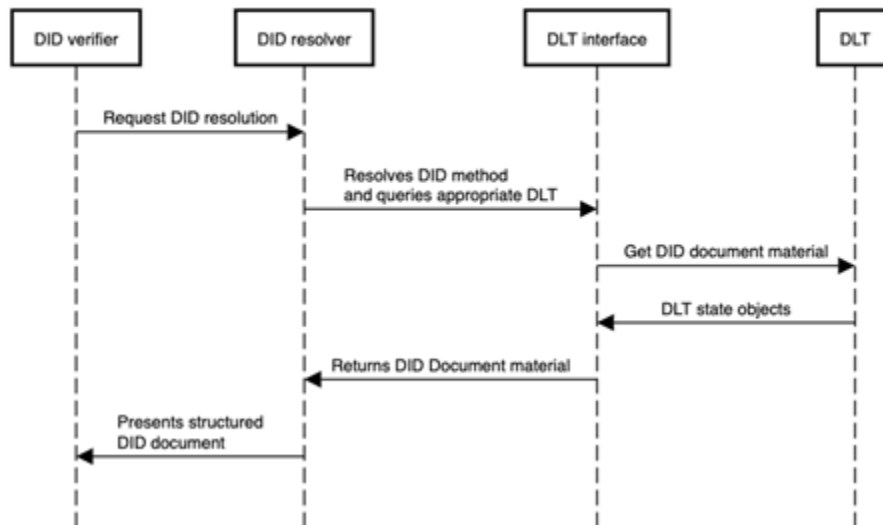 DID verifier
DID resolver
DLT interface
DLT
Request DID resolution
Resolves DID method
and queries appropriate DLT
Get DID document material
DLT state objects
Returns DID Document material
Presents structured
DID document